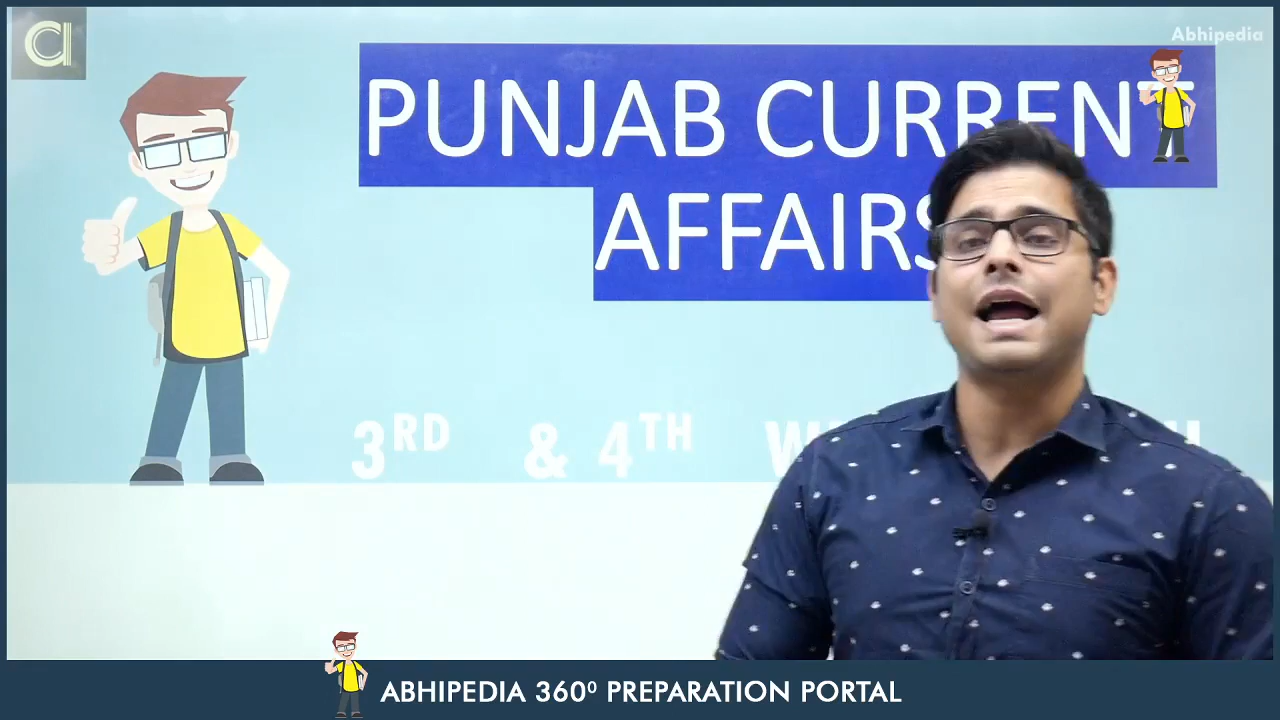 Abhipedia
PUNJAB CURRENT
AFFAIRS
3RD & 4TH
ABHIPEDIA 360⁰ PREPARATION PORTAL